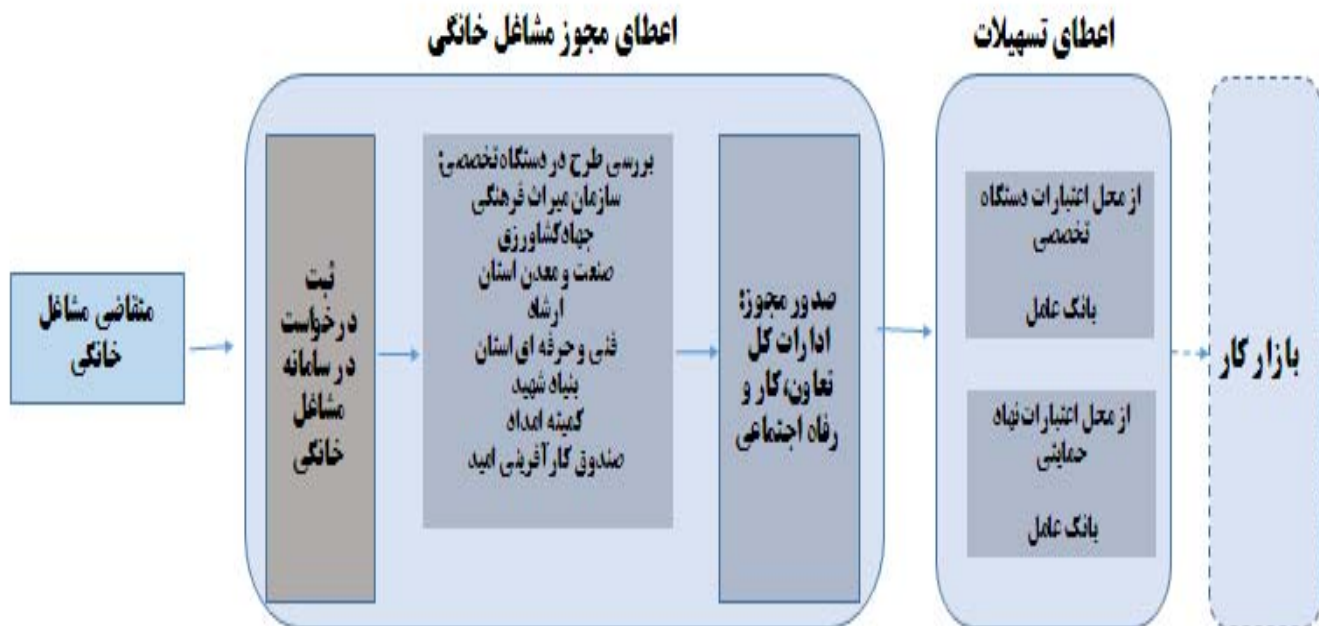 اعطای مجوز مشاغل خانگی
اعطای تسهیلات
متقاضی مشاغل
خانگی
ثبت
درخواست
در سامانه
مشاغل
خانگی
بررسی طرح در دستگاه تخصصی:
سازمان میراث فرهنگی
جهاد کشاورزی
صنعت و معدن استان
ارشاد
فنی و حرفه ای استان
بنیاد شهید
کمیته امداد
صندوق کارآفرینی امید
صدور مجوز:
ادارات کل
تعاون، کار و
رفاه اجتماعی
از محل اعتبارات دستگاه
تخصصی
بانک عامل
از محل اعتبارات نهاد
حمایتی
بانک عامل
بازار کار